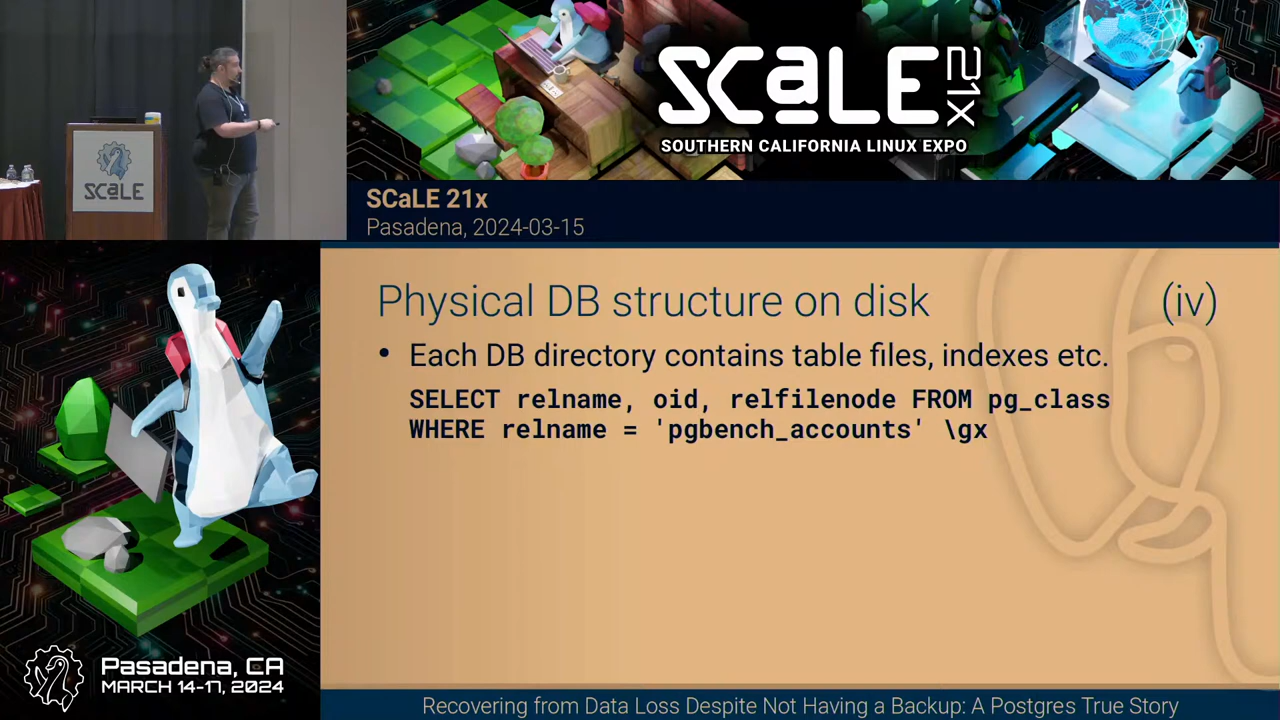 SCaLE
SCaLE 21x
SOUTHERN CALIFORNIA LINUX EXPO
SCaLE 21x
Pasadena, 2024-03-15
Physical DB structure on disk (iv)
• Each DB directory contains table files, indexes etc.
SELECT relname, oid, relfilenode FROM pg_class
WHERE relname = 'pgbench_accounts' \gx
Pasadena, CA
MARCH 14-17, 2024
Recovering from Data Loss Despite Not Having a Backup: A Postgres True Story